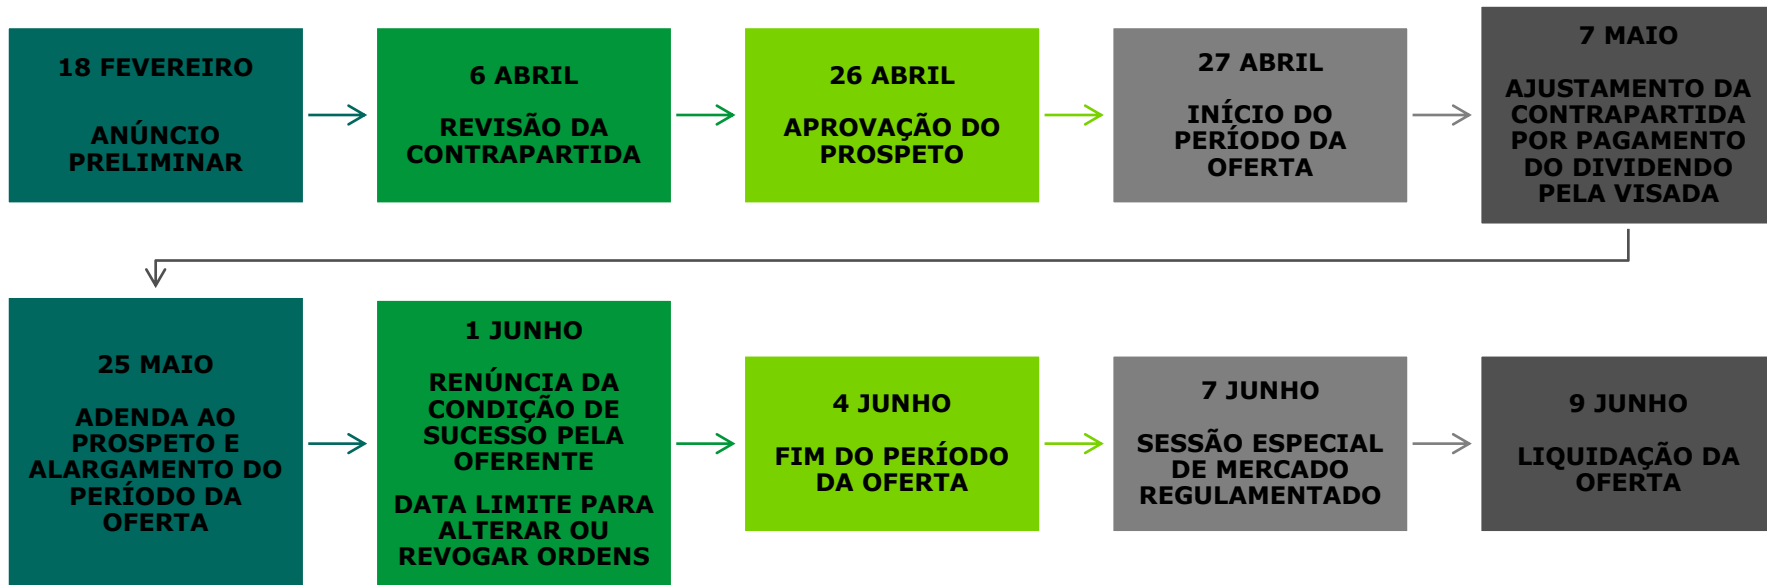 18 FEVEREIRO
ANÚNCIO
PRELIMINAR
6 ABRIL
REVISÃO DA
CONTRAPARTIDA
26 ABRIL
APROVAÇÃO DO
PROSPETO
27 ABRIL
INÍCIO DO
PERÍODO DA
OFERTA
7 MAIO
AJUSTAMENTO DA
CONTRAPARTIDA
POR PAGAMENTO
DO DIVIDENDO
PELA VISADA
25 MAIO
ADENDA AO
PROSPETO E
ALARGAMENTO DO
PERÍODO DA
OFERTA
1 JUNHO
RENÚNCIA DA
CONDIÇÃO DE
SUCESSO PELA
OFERENTE
DATA LIMITE PARA
ALTERAR OU
REVOGAR ORDENS
4 JUNHO
FIM DO PERÍODO
DA OFERTA
7 JUNHO
SESSÃO ESPECIAL
DE MERCADO
REGULAMENTADO
9 JUNHO
LIQUIDAÇÃO DA
OFERTA